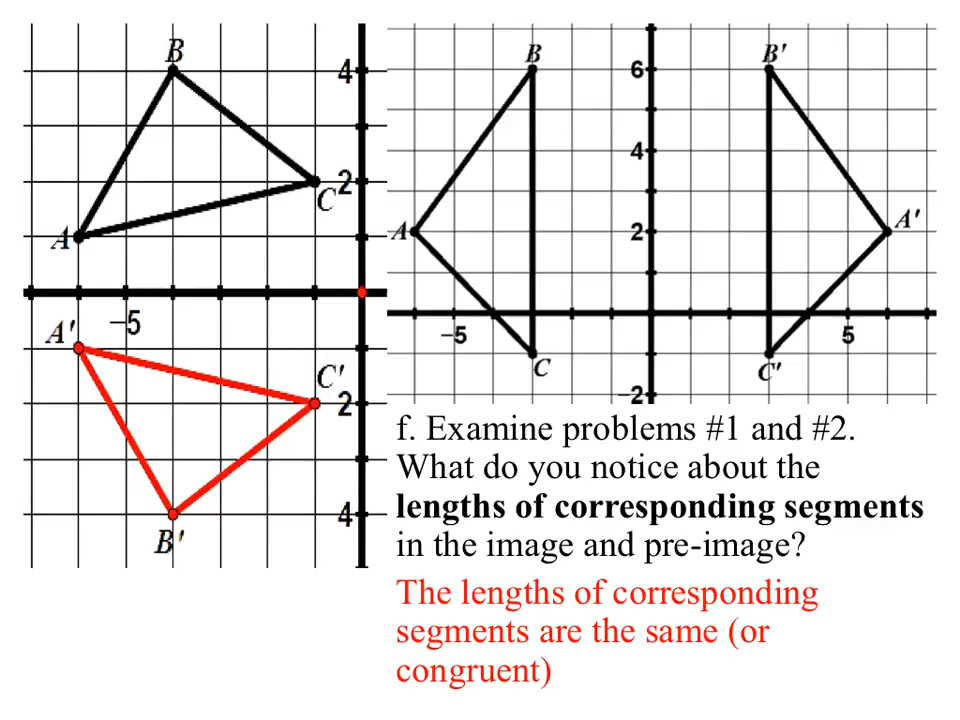 B
4
A
C
2
−5
A'
C'
2
4
B'
B
6
B'
4
A
2
A'
−5
5
C
C'
−2
f. Examine problems #1 and #2.
What do you notice about the
lengths of corresponding segments
in the image and pre-image?
The lengths of corresponding
segments are the same (or
congruent)